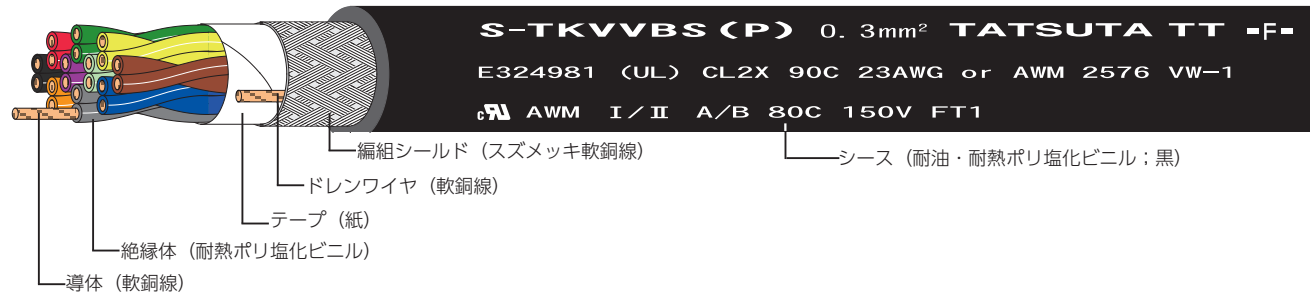 S-TKVVBS(P) 0. 3mm² TATSUTA TT -F-
E324981 (UL) CL2X 90C 23AWG or AWM 2576 VW-1
cRU AWM I/II A/B 80C 150V FT1
編組シールド（スズメッキ軟銅線）
シース（耐油・耐熱ポリ塩化ビニル；黒）
ドレンワイヤ（軟銅線）
テープ（紙）
絶縁体（耐熱ポリ塩化ビニル）
導体（軟銅線）